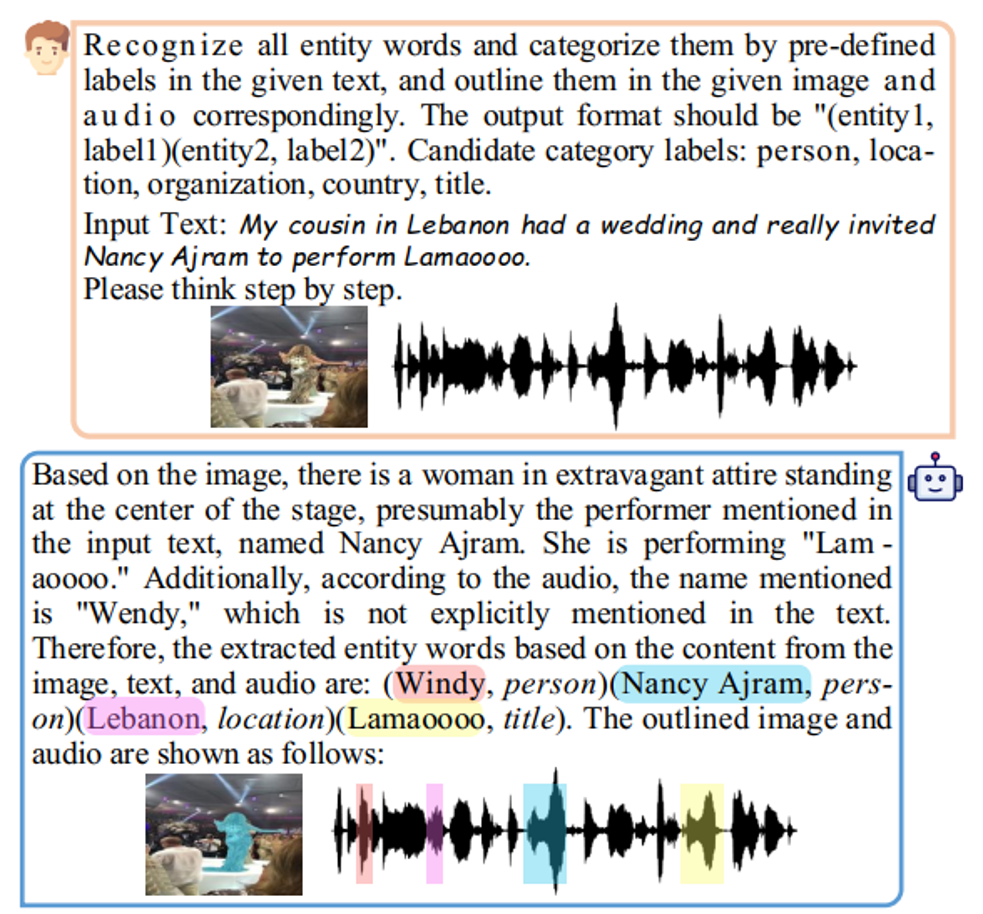 Recognize all entity words and categorize them by pre-defined
labels in the given text, and outline them in the given image and
audio correspondingly. The output format should be "(entity1,
label1)(entity2, label2)". Candidate category labels: person, loca-
tion, organization, country, title.
Input Text: My cousin in Lebanon had a wedding and really invited
Nancy Ajram to perform Lamaoooo.
Please think step by step.
Based on the image, there is a woman in extravagant attire standing
at the center of the stage, presumably the performer mentioned in
the input text, named Nancy Ajram. She is performing "Lam-
aoooo." Additionally, according to the audio, the name mentioned
is "Wendy," which is not explicitly mentioned in the text.
Therefore, the extracted entity words based on the content from the
image, text, and audio are: (Windy, person)(Nancy Ajram, pers-
on)(Lebanon, location)(Lamaoooo, title). The outlined image and
audio are shown as follows: